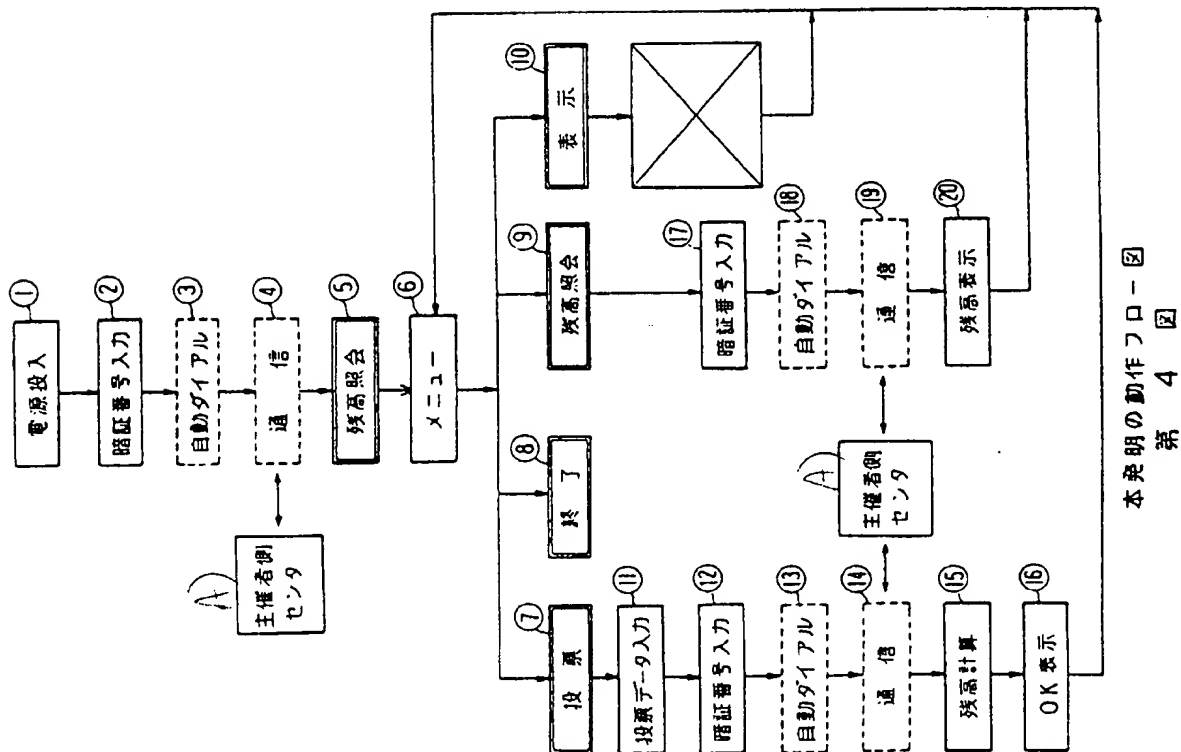 ①
電源投入
②
暗証番号入力
③
自動ダイアル
④
通信
A
主催者側
センタ
⑤
残高照会
⑥
メニュー
⑦
投票
⑧
終了
⑨
残高照会
⑩
表示
⑪
投票データ入力
⑫
暗証番号入力
⑬
自動ダイアル
⑭
通信
⑮
残高計算
⑯
OK表示
A
主催者側
センタ
⑰
暗証番号入力
⑱
自動ダイアル
⑲
通信
⑳
残高表示
本発明の動作フロー図
第 4 図